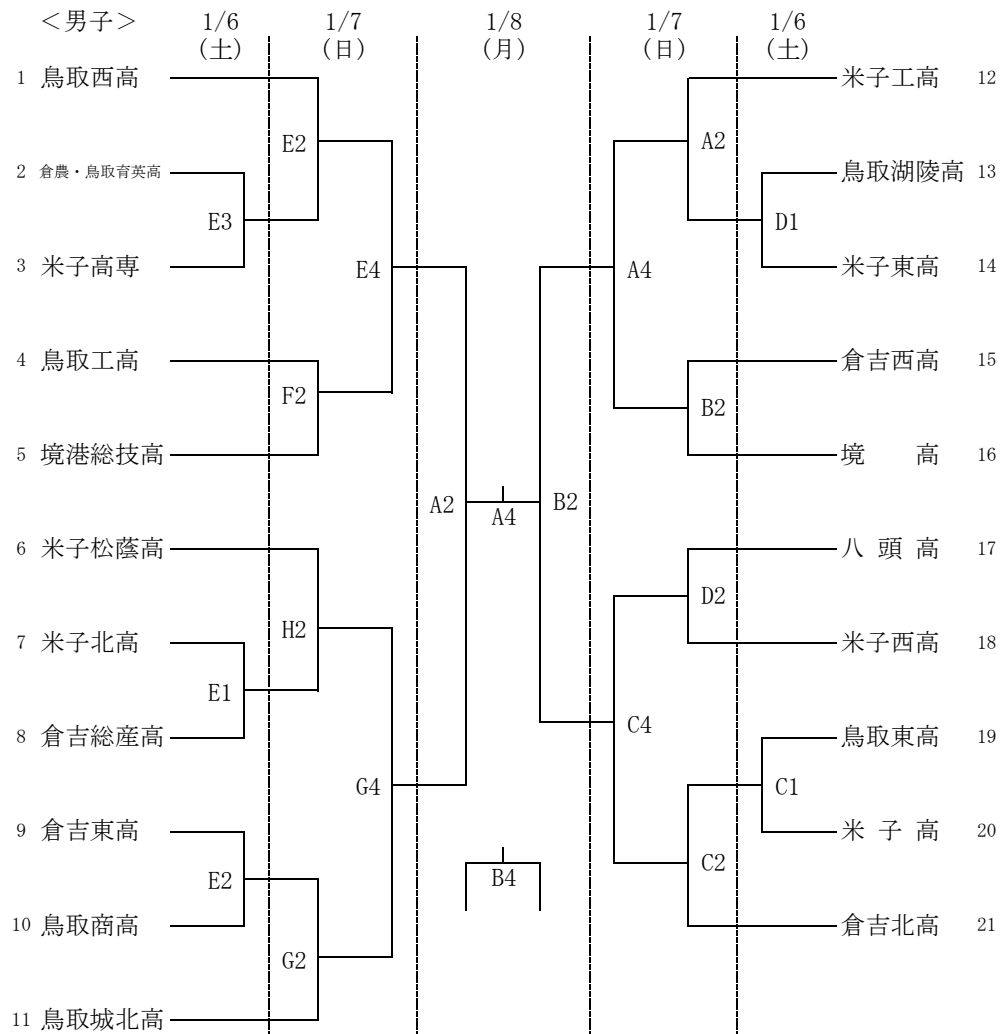 ＜男子＞ 1/6 1/7 1/8 1/7 1/6
(土) (日) (月) (日) (土)
1 鳥取西高 米子工高 12
E2 A2
2 倉農・鳥取育英高 鳥取湖陵高 13
E3 D1
3 米子高専 E4 A4 米子東高 14
4 鳥取工高 倉吉西高 15
F2 B2
5 境港総技高 境 高 16
A2 A4 B2
6 米子松蔭高 八 頭 高 17
D2
H2
7 米子北高 米子西高 18
E1
C4
8 倉吉総産高 鳥取東高 19
G4 C1
9 倉吉東高 米 子 高 20
E2 B4 C2
10 鳥取商高 倉吉北高 21
G2
11 鳥取城北高